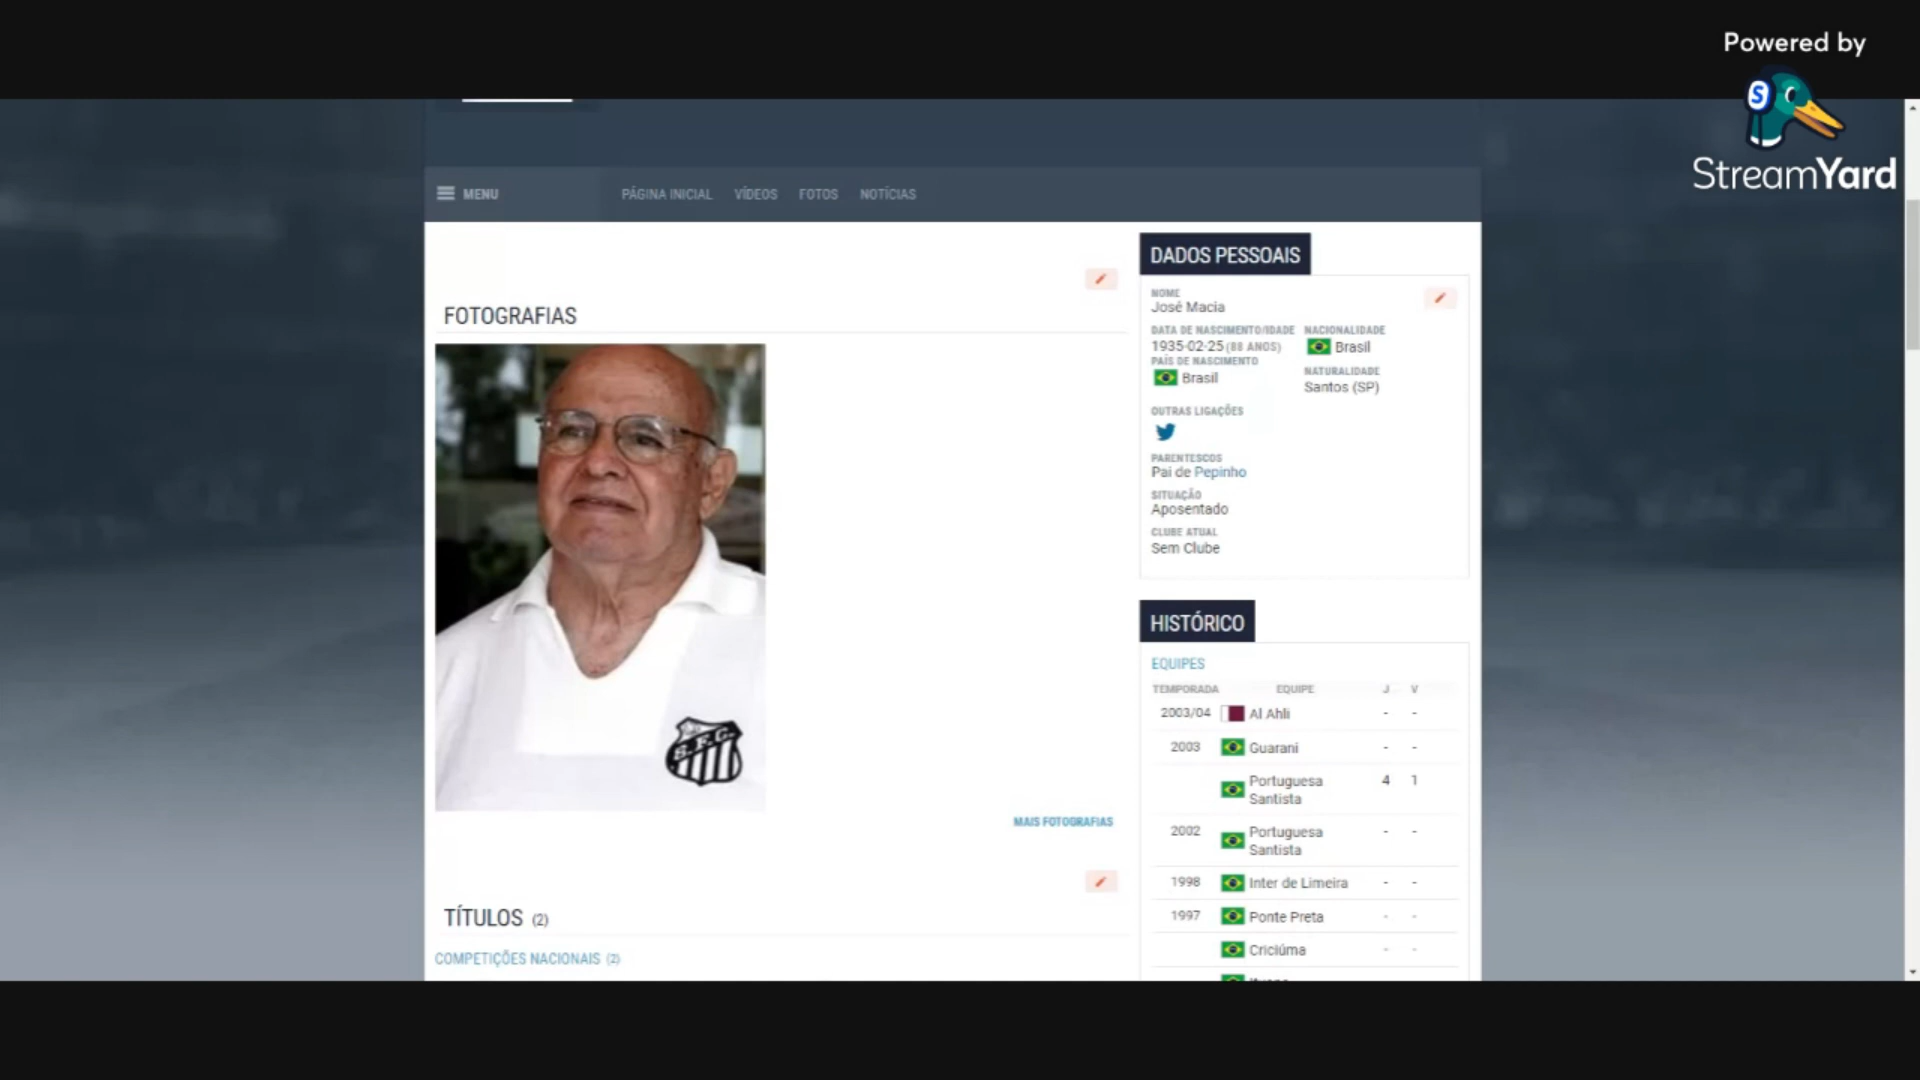 Powered by
StreamYard
MENU
PÁGINA INICIAL VÍDEOS FOTOS NOTÍCIAS
FOTOGRAFIAS
S.F.C.
MAIS FOTOGRAFIAS
TÍTULOS (2)
COMPETIÇÕES NACIONAIS (2)
DADOS PESSOAIS
NOME
José Macia
DATA DE NASCIMENTO/IDADE NACIONALIDADE
1935-02-25 (88 ANOS) Brasil
PAÍS DE NASCIMENTO
Brasil
NATURALIDADE
Santos (SP)
OUTRAS LIGAÇÕES
PARENTESCOS
Pai de Pepinho
SITUAÇÃO
Aposentado
CLUBE ATUAL
Sem Clube
HISTÓRICO
EQUIPES
TEMPORADA EQUIPE J V
2003/04 Al Ahli - -
2003 Guarani - -
Portuguesa Santista 4 1
2002 Portuguesa Santista - -
1998 Inter de Limeira - -
1997 Ponte Preta - -
Criciúma - -